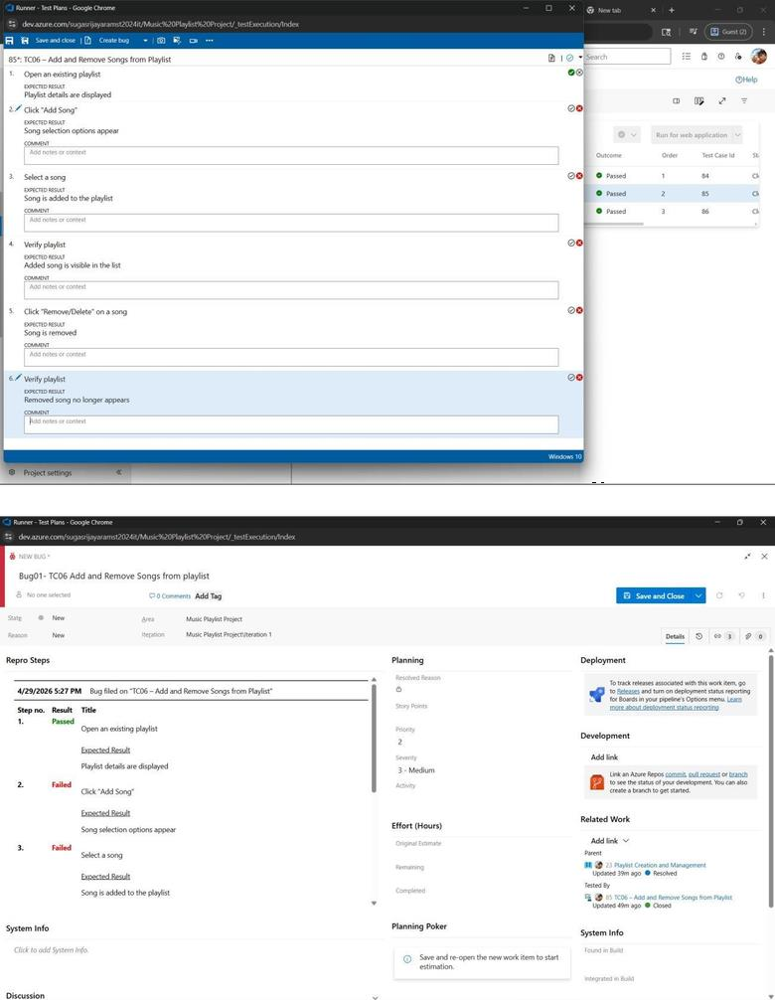 Runner - Test Plans - Google Chrome
dev.azure.com/sugasrijayaramst2024it/Music%20Playlist%20Project/_testExecution/Index
Save and close
Create bug
85*: TC06 – Add and Remove Songs from Playlist
1. Open an existing playlist
EXPECTED RESULT
Playlist details are displayed
2. Click "Add Song"
EXPECTED RESULT
Song selection options appear
COMMENT
Add notes or context
3. Select a song
EXPECTED RESULT
Song is added to the playlist
COMMENT
Add notes or context
4. Verify playlist
EXPECTED RESULT
Added song is visible in the list
COMMENT
Add notes or context
5. Click "Remove/Delete" on a song
EXPECTED RESULT
Song is removed
COMMENT
Add notes or context
6. Verify playlist
EXPECTED RESULT
Removed song no longer appears
COMMENT
Add notes or context
Windows 10
Project settings
New tab
Guest (2)
Search
Help
Run for web application
Outcome Order Test Case Id
Passed 1 84
Passed 2 85
Passed 3 86
Runner - Test Plans - Google Chrome
dev.azure.com/sugasrijayaramst2024it/Music%20Playlist%20Project/_testExecution/Index
NEW BUG *
Bug01- TC06 Add and Remove Songs from playlist
No one selected
0 Comments
Add Tag
Save and Close
State New
Area Music Playlist Project
Reason New
Iteration Music Playlist Project\Iteration 1
Details
3
0
Repro Steps
4/29/2026 5:27 PM Bug filed on "TC06 – Add and Remove Songs from Playlist"
Step no. Result Title
1. Passed
Open an existing playlist
Expected Result
Playlist details are displayed
2. Failed
Click "Add Song"
Expected Result
Song selection options appear
3. Failed
Select a song
Expected Result
Song is added to the playlist
System Info
Click to add System Info.
Discussion
Planning
Resolved Reason
Story Points
Priority
2
Severity
3 - Medium
Activity
Effort (Hours)
Original Estimate
Remaining
Completed
Planning Poker
Save and re-open the new work item to start
estimation.
Deployment
To track releases associated with this work item, go
to Releases and turn on deployment status reporting
for Boards in your pipeline's Options menu. Learn
more about deployment status reporting
Development
Add link
Link an Azure Repos commit, pull request or branch
to see the status of your development. You can also
create a branch to get started.
Related Work
Add link
Parent
23 Playlist Creation and Management
Updated 39m ago Resolved
Tested By
85 TC06 – Add and Remove Songs from Playlist
Updated 49m ago Closed
System Info
Found in Build
Integrated in Build